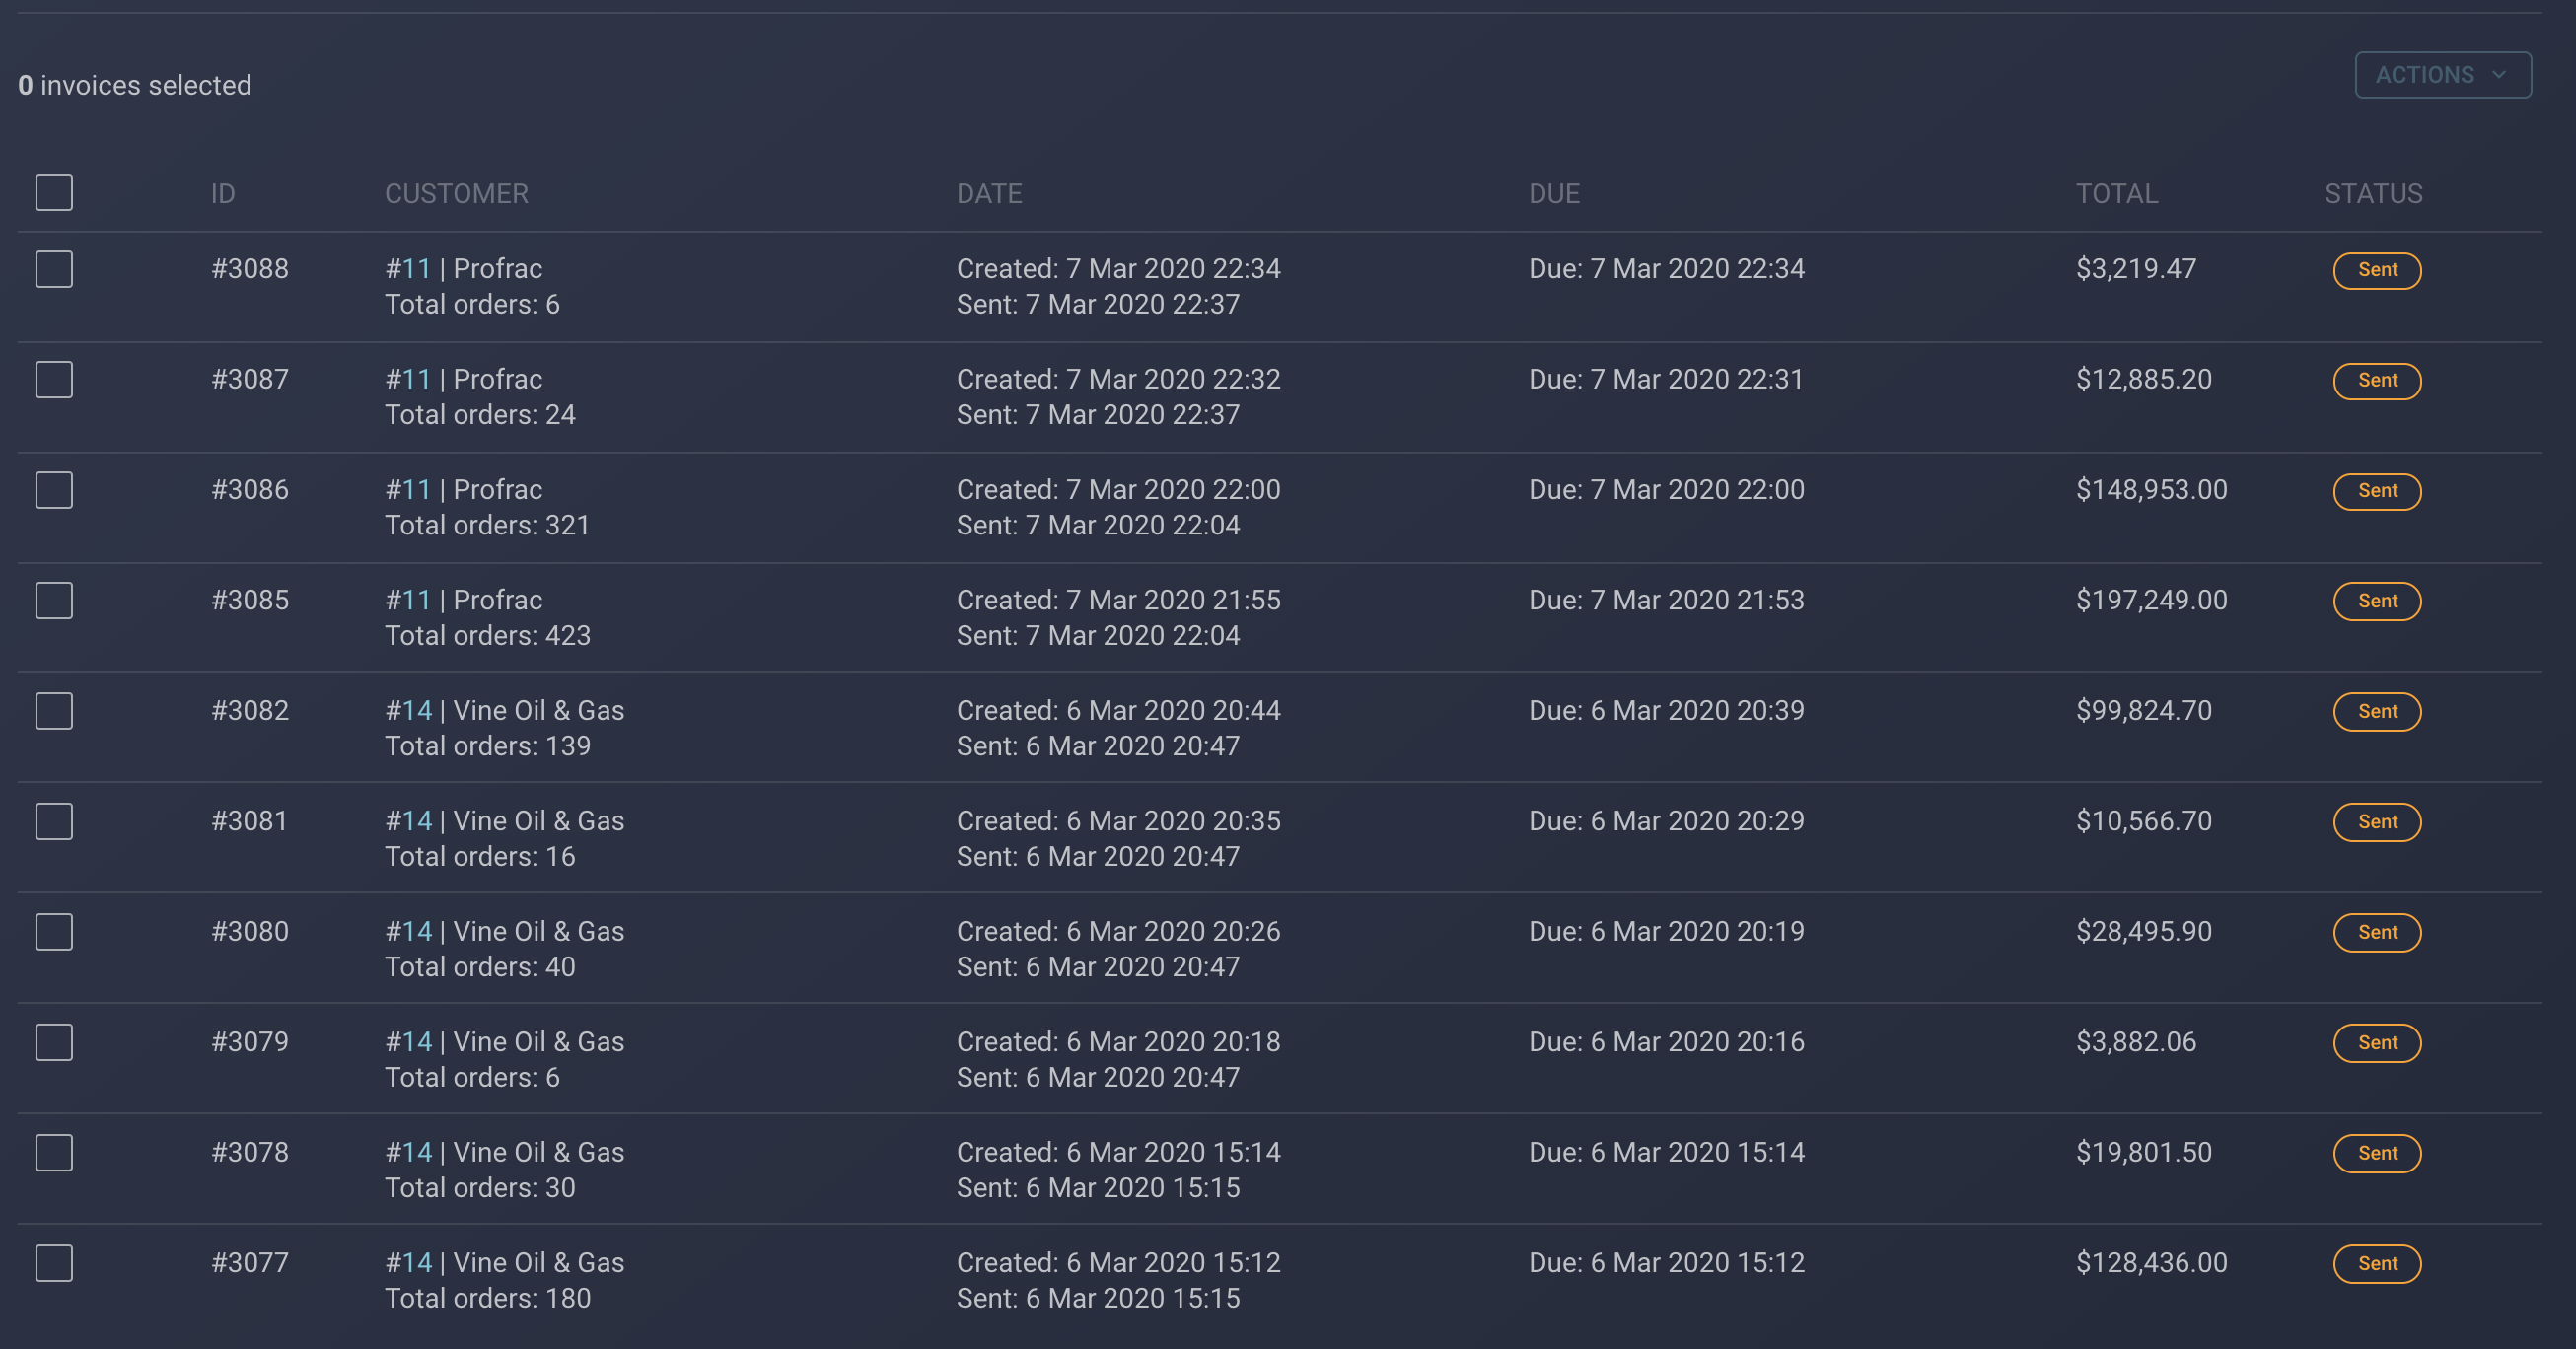 0 invoices selected
ACTIONS
ID CUSTOMER DATE DUE TOTAL STATUS
#3088 #11 | Profrac Created: 7 Mar 2020 22:34 Due: 7 Mar 2020 22:34 $3,219.47 Sent
Total orders: 6 Sent: 7 Mar 2020 22:37
#3087 #11 | Profrac Created: 7 Mar 2020 22:32 Due: 7 Mar 2020 22:31 $12,885.20 Sent
Total orders: 24 Sent: 7 Mar 2020 22:37
#3086 #11 | Profrac Created: 7 Mar 2020 22:00 Due: 7 Mar 2020 22:00 $148,953.00 Sent
Total orders: 321 Sent: 7 Mar 2020 22:04
#3085 #11 | Profrac Created: 7 Mar 2020 21:55 Due: 7 Mar 2020 21:53 $197,249.00 Sent
Total orders: 423 Sent: 7 Mar 2020 22:04
#3082 #14 | Vine Oil & Gas Created: 6 Mar 2020 20:44 Due: 6 Mar 2020 20:39 $99,824.70 Sent
Total orders: 139 Sent: 6 Mar 2020 20:47
#3081 #14 | Vine Oil & Gas Created: 6 Mar 2020 20:35 Due: 6 Mar 2020 20:29 $10,566.70 Sent
Total orders: 16 Sent: 6 Mar 2020 20:47
#3080 #14 | Vine Oil & Gas Created: 6 Mar 2020 20:26 Due: 6 Mar 2020 20:19 $28,495.90 Sent
Total orders: 40 Sent: 6 Mar 2020 20:47
#3079 #14 | Vine Oil & Gas Created: 6 Mar 2020 20:18 Due: 6 Mar 2020 20:16 $3,882.06 Sent
Total orders: 6 Sent: 6 Mar 2020 20:47
#3078 #14 | Vine Oil & Gas Created: 6 Mar 2020 15:14 Due: 6 Mar 2020 15:14 $19,801.50 Sent
Total orders: 30 Sent: 6 Mar 2020 15:15
#3077 #14 | Vine Oil & Gas Created: 6 Mar 2020 15:12 Due: 6 Mar 2020 15:12 $128,436.00 Sent
Total orders: 180 Sent: 6 Mar 2020 15:15